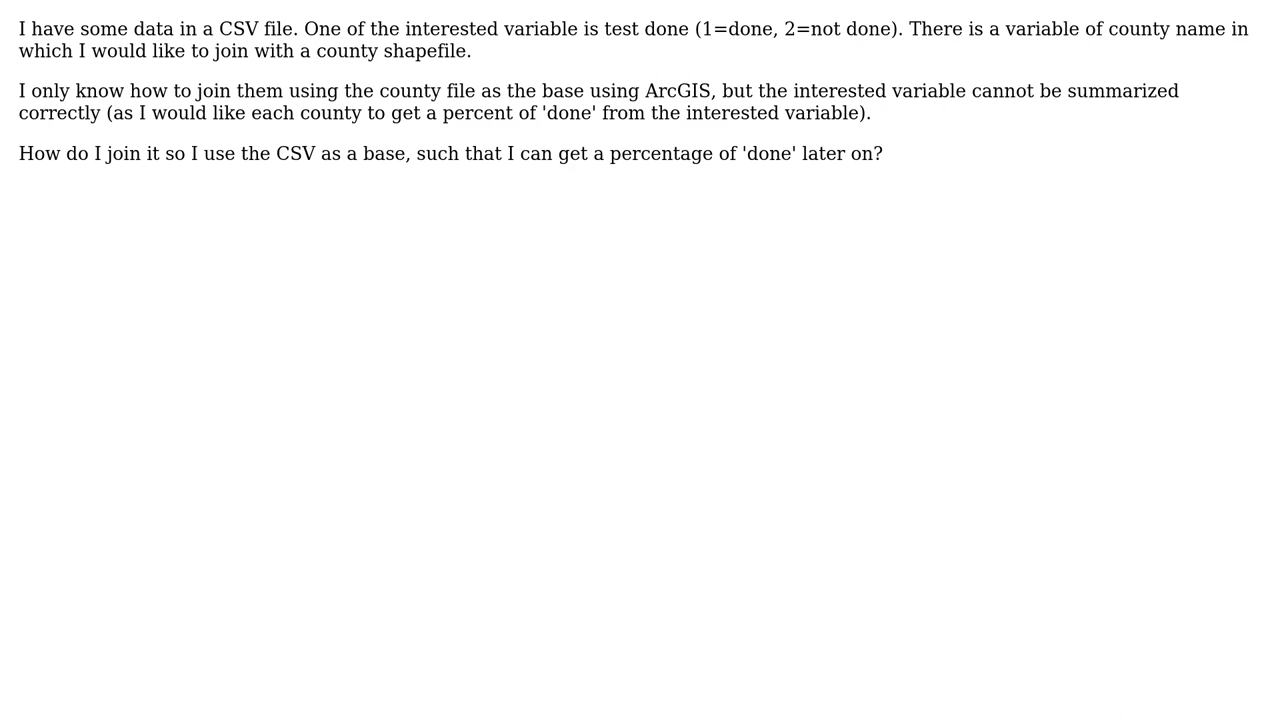 I have some data in a CSV file. One of the interested variable is test done (1=done, 2=not done). There is a variable of county name in
which I would like to join with a county shapefile.
I only know how to join them using the county file as the base using ArcGIS, but the interested variable cannot be summarized
correctly (as I would like each county to get a percent of 'done' from the interested variable).
How do I join it so I use the CSV as a base, such that I can get a percentage of 'done' later on?